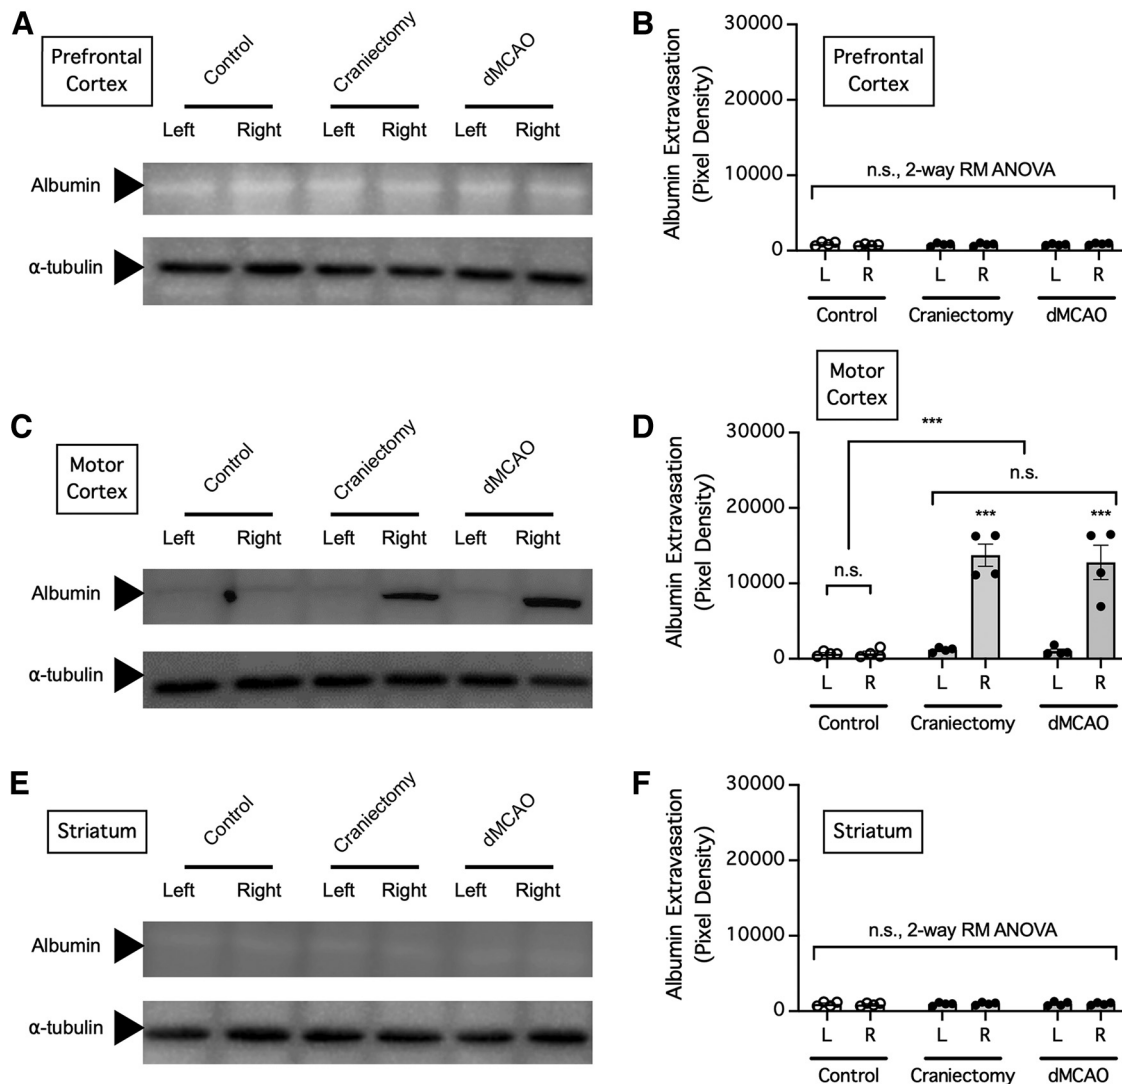 A
Prefrontal
Cortex
Control
Craniectomy
dMCAO
Left
Right
Left
Right
Left
Right
Albumin
α-tubulin
B
Albumin Extravasation
(Pixel Density)
30000
20000
10000
0
Prefrontal
Cortex
n.s., 2-way RM ANOVA
L
R
L
R
L
R
Control
Craniectomy
dMCAO
C
Motor
Cortex
Control
Craniectomy
dMCAO
Left
Right
Left
Right
Left
Right
Albumin
α-tubulin
D
Motor
Cortex
Albumin Extravasation
(Pixel Density)
30000
20000
10000
0
***
n.s.
***
***
n.s.
L
R
L
R
L
R
Control
Craniectomy
dMCAO
E
Striatum
Control
Craniectomy
dMCAO
Left
Right
Left
Right
Left
Right
Albumin
α-tubulin
F
Albumin Extravasation
(Pixel Density)
30000
20000
10000
0
Striatum
n.s., 2-way RM ANOVA
L
R
L
R
L
R
Control
Craniectomy
dMCAO